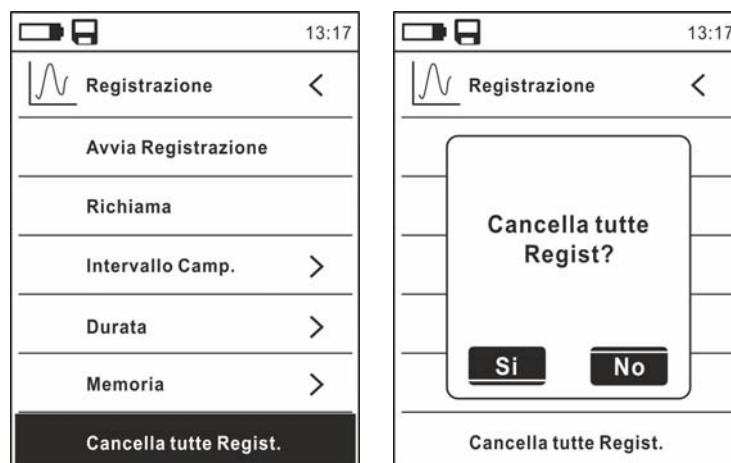 13:17
Registrazione
Avvia Registrazione
Richiama
Intervallo Camp.
Durata
Memoria
Cancella tutte Regist.
13:17
Registrazione
Cancella tutte
Regist?
Si No
Cancella tutte Regist.